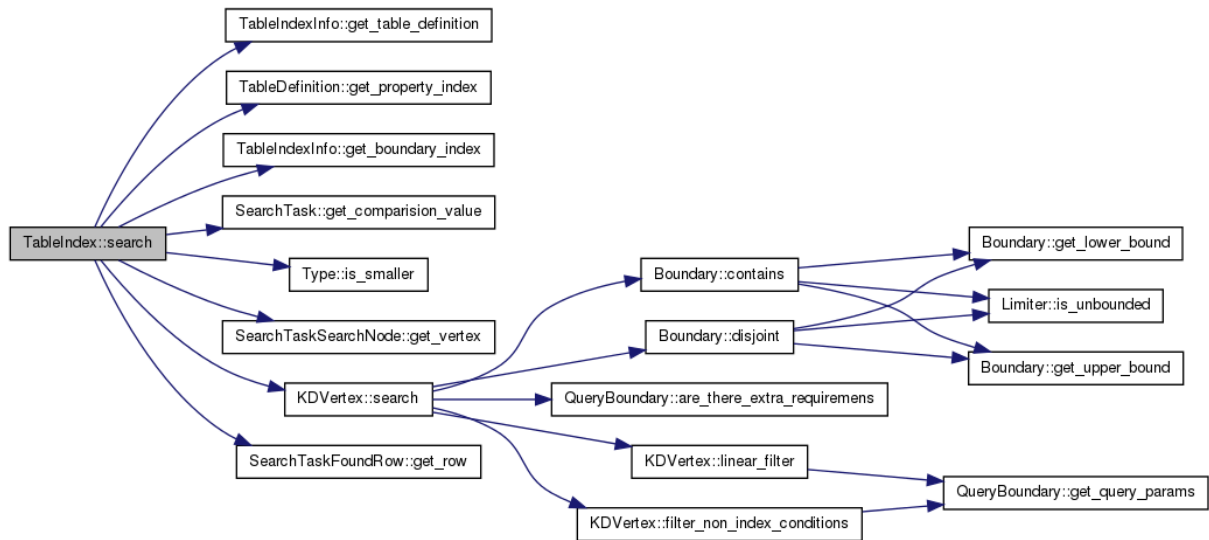 TableIndexInfo::get_table_definition
TableDefinition::get_property_index
TableIndexInfo::get_boundary_index
SearchTask::get_comparision_value
TableIndex::search
Type::is_smaller
SearchTaskSearchNode::get_vertex
KDVertex::search
SearchTaskFoundRow::get_row
Boundary::contains
Boundary::disjoint
QueryBoundary::are_there_extra_requiremens
KDVertex::linear_filter
KDVertex::filter_non_index_conditions
Boundary::get_lower_bound
Limiter::is_unbounded
Boundary::get_upper_bound
QueryBoundary::get_query_params